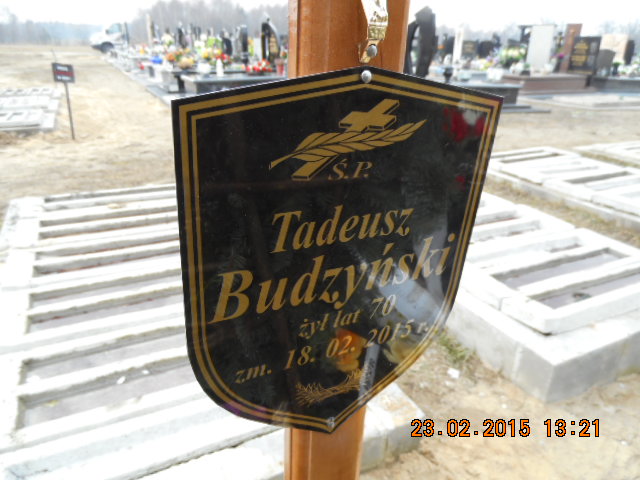 Ś.P.
Tadeusz
Budzyński
żył lat 70
zm. 18. 02. 2015 r.
23.02.2015 13:21